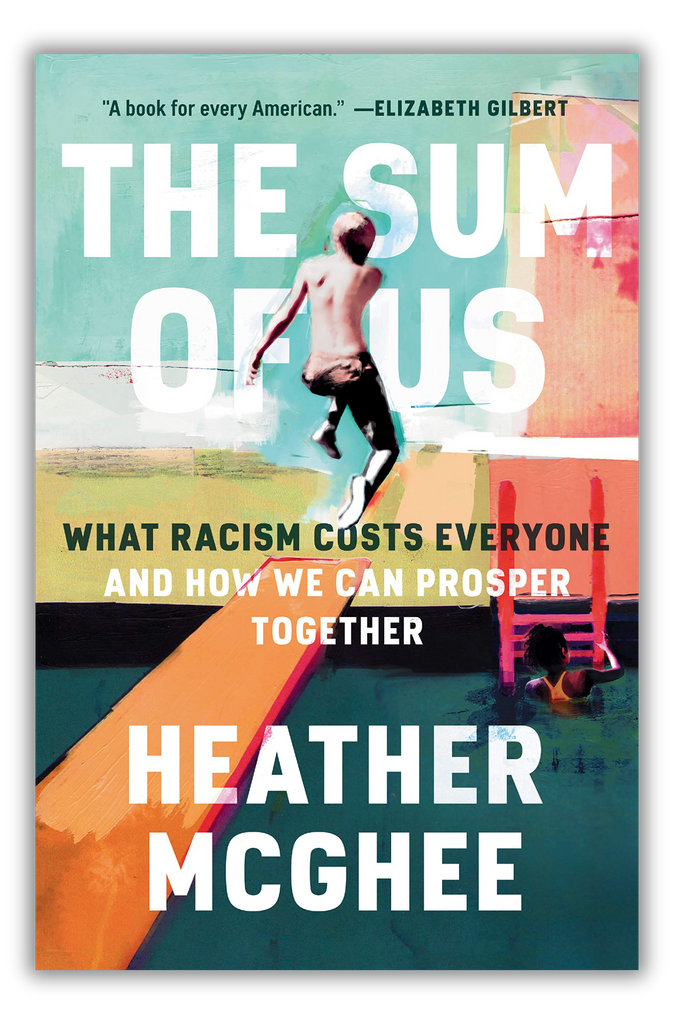 "A book for every American.” —ELIZABETH GILBERT
THE SUM
OF US
WHAT RACISM COSTS EVERYONE
AND HOW WE CAN PROSPER
TOGETHER
HEATHER
MCGHEE